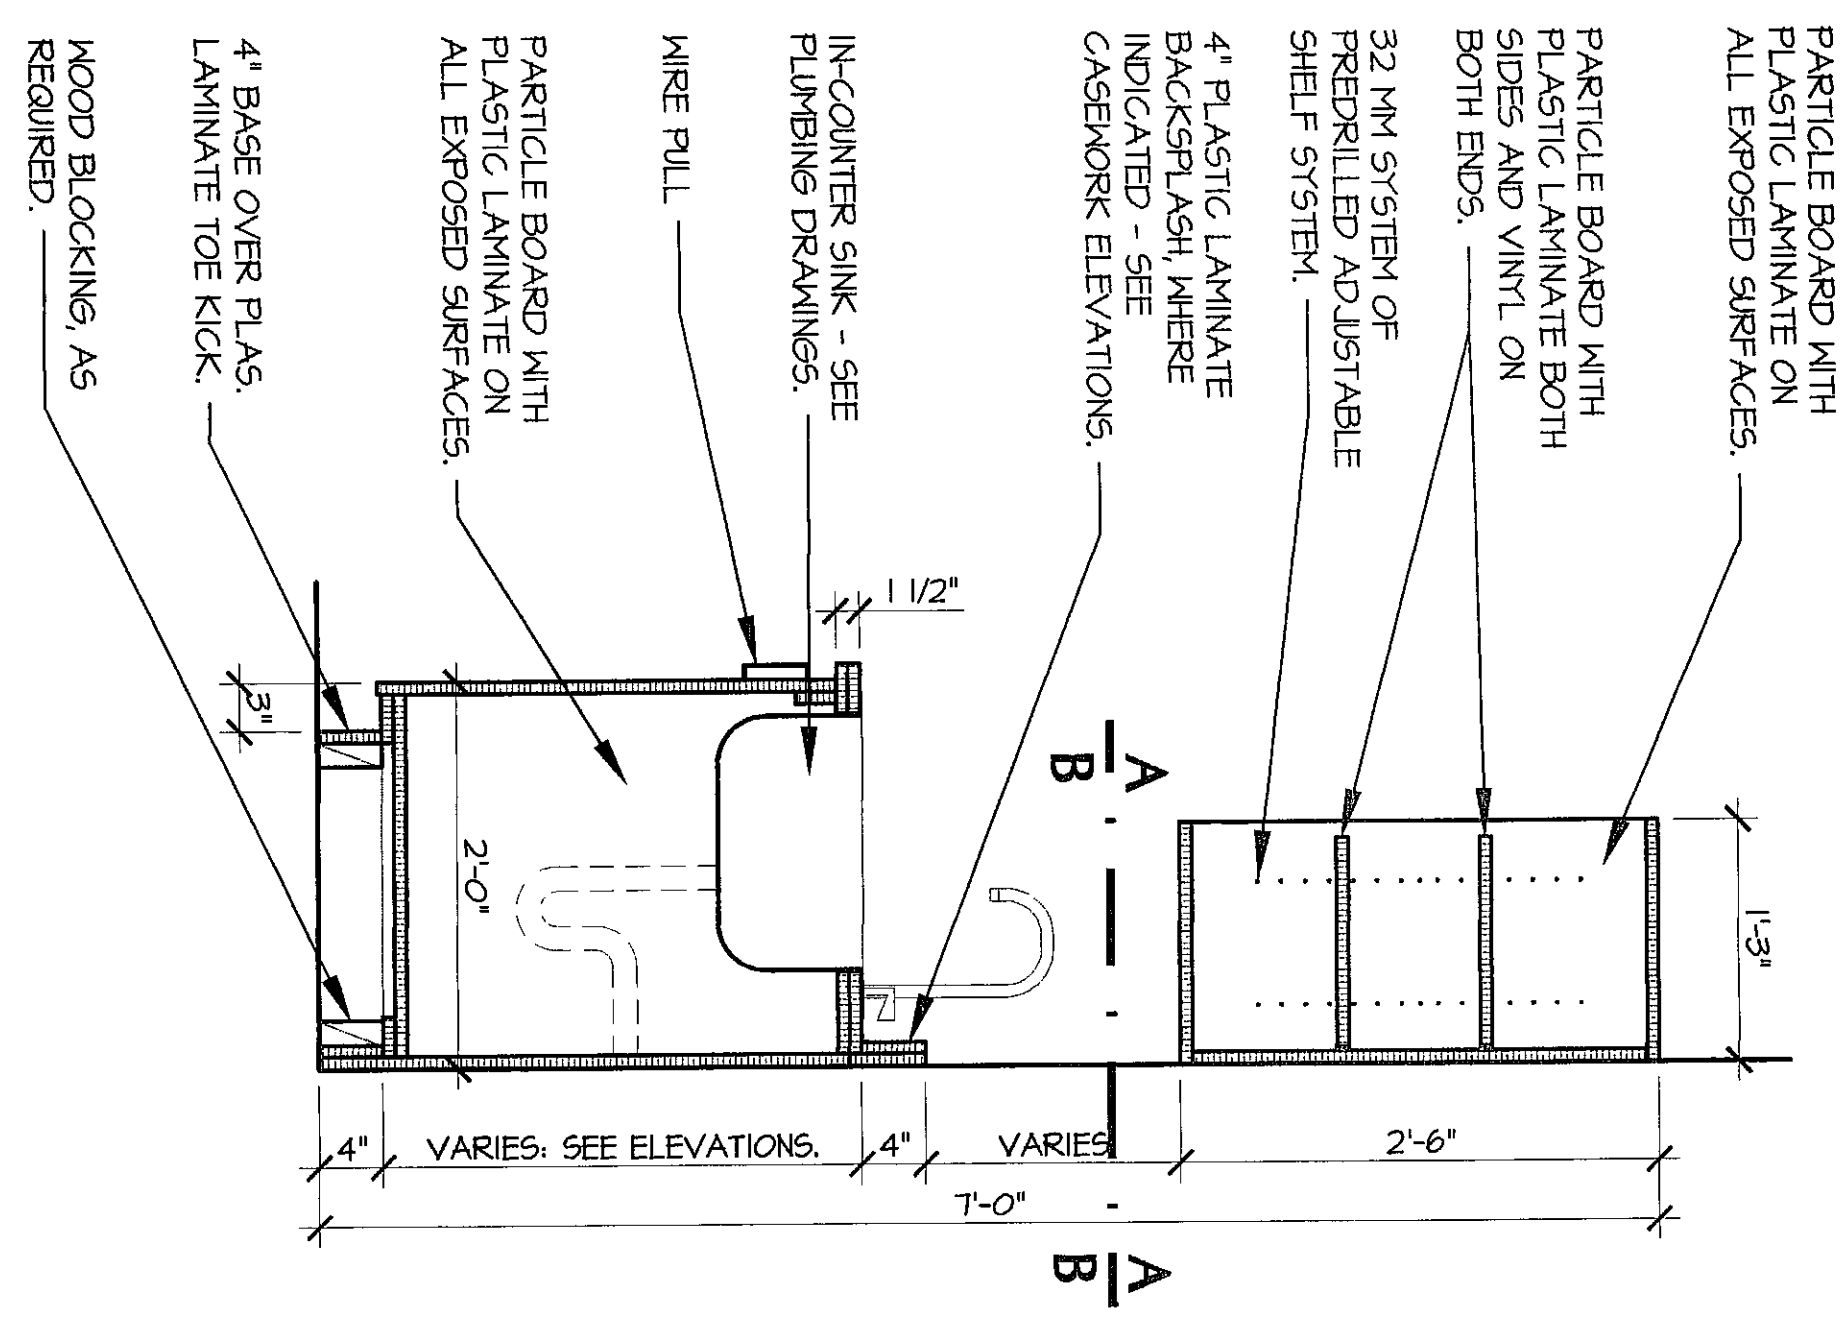 PARTICLE BOARD WITH
PLASTIC LAMINATE ON
ALL EXPOSED SURFACES.
PARTICLE BOARD WITH
PLASTIC LAMINATE BOTH
SIDES AND VINYL ON
BOTH ENDS.
32 MM SYSTEM OF
PREDRILLED ADJUSTABLE
SHELF SYSTEM.
4" PLASTIC LAMINATE
BACKSPLASH, WHERE
INDICATED - SEE
CASEWORK ELEVATIONS.
IN-COUNTER SINK - SEE
PLUMBING DRAWINGS.
WIRE PULL
PARTICLE BOARD WITH
PLASTIC LAMINATE ON
ALL EXPOSED SURFACES.
4" BASE OVER PLAS.
LAMINATE TOE KICK.
WOOD BLOCKING, AS
REQUIRED.
1'-3"
A
B
A
B
1 1/2"
2'-0"
3"
2'-6"
VARIES
4"
VARIES: SEE ELEVATIONS.
4"
7'-0"